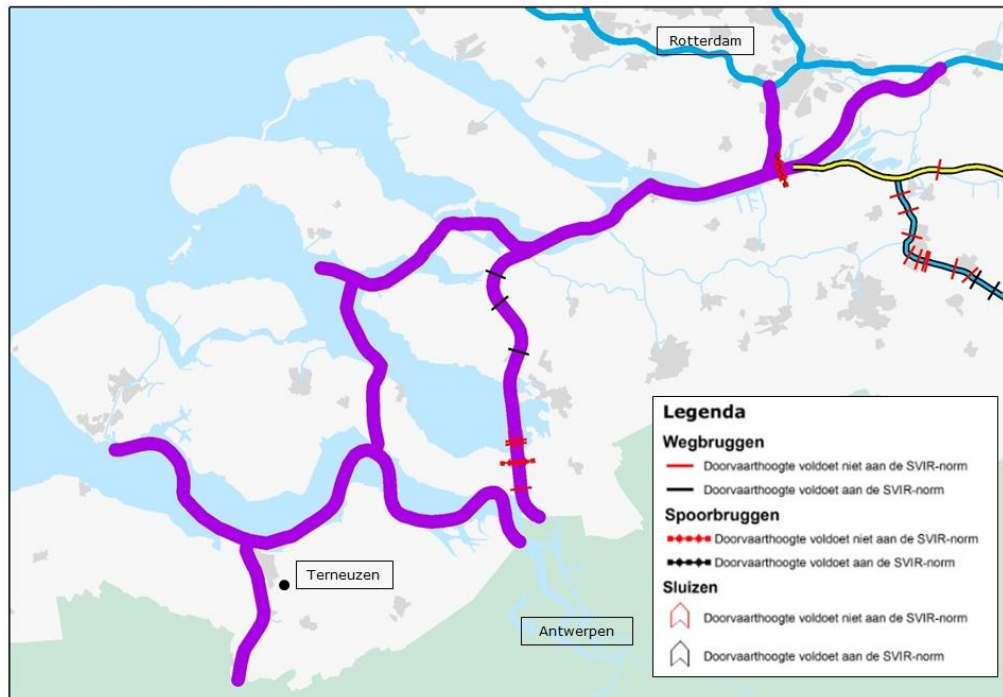 Rotterdam
Terneuzen
Antwerpen
Legenda
Wegbruggen
Doorvaarthoogte voldoet niet aan de SVIR-norm
Doorvaarthoogte voldoet aan de SVIR-norm
Spoorbruggen
Doorvaarthoogte voldoet niet aan de SVIR-norm
Doorvaarthoogte voldoet aan de SVIR-norm
Sluizen
Doorvaarthoogte voldoet niet aan de SVIR-norm
Doorvaarthoogte voldoet aan de SVIR-norm